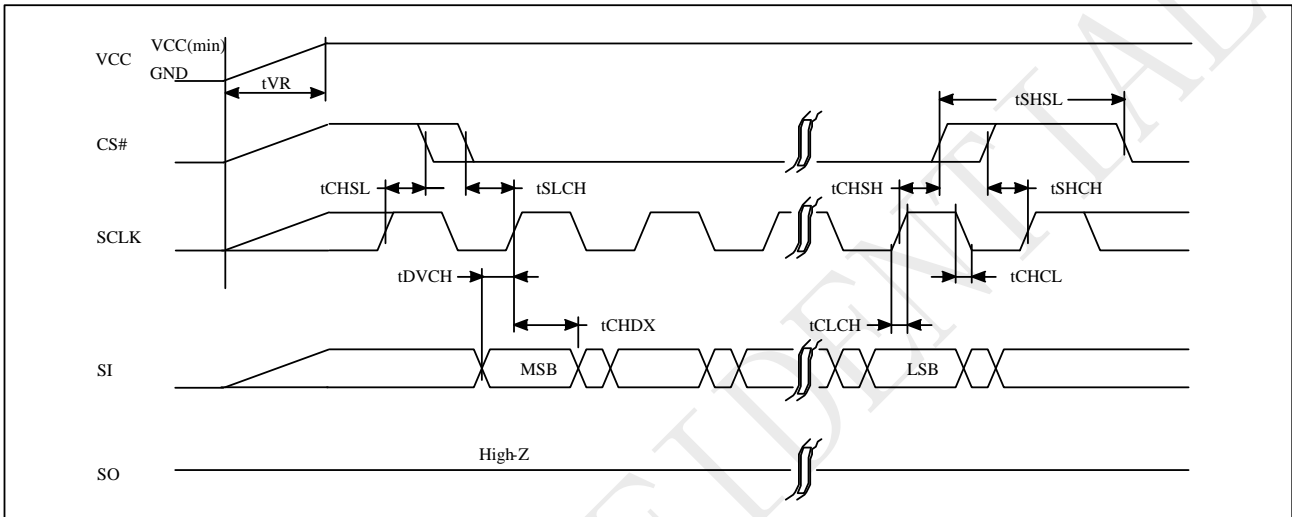 VCC
VCC(min)
GND
tVR
CS#
tSHSL
tCHSL
tSLCH
tCHSH
tSHCH
SCLK
tDVCH
tCHCL
tCHDX
tCLCH
SI
MSB
LSB
SO
High-Z